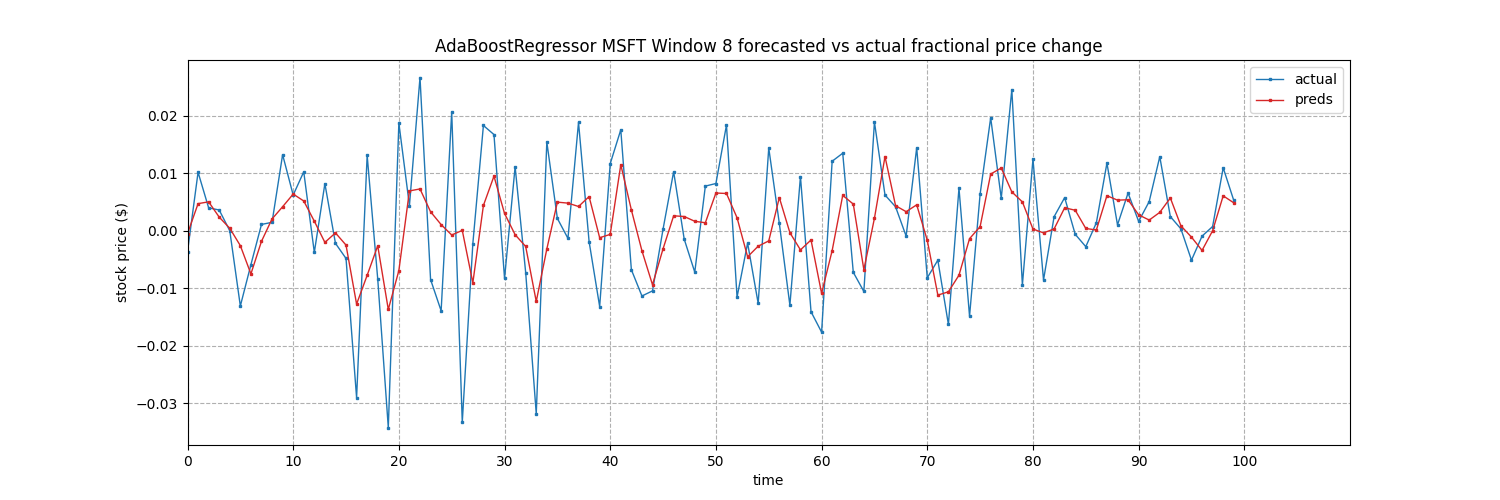 AdaBoostRegressor MSFT Window 8 forecasted vs actual fractional price change
actual
preds
stock price ($)
0.02
0.01
0.00
−0.01
−0.02
−0.03
0 10 20 30 40 50 60 70 80 90 100
time